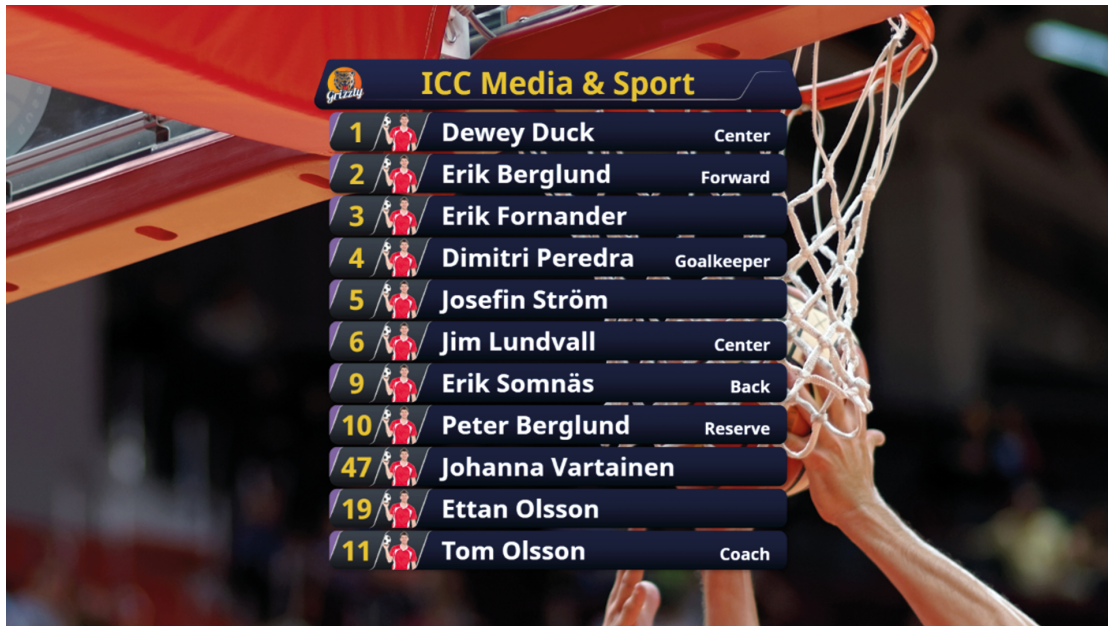 Grizzly
ICC Media & Sport
1 Dewey Duck Center
2 Erik Berglund Forward
3 Erik Fornander
4 Dimitri Peredra Goalkeeper
5 Josefin Ström
6 Jim Lundvall Center
9 Erik Somnäs Back
10 Peter Berglund Reserve
47 Johanna Vartainen
19 Ettan Olsson
11 Tom Olsson Coach